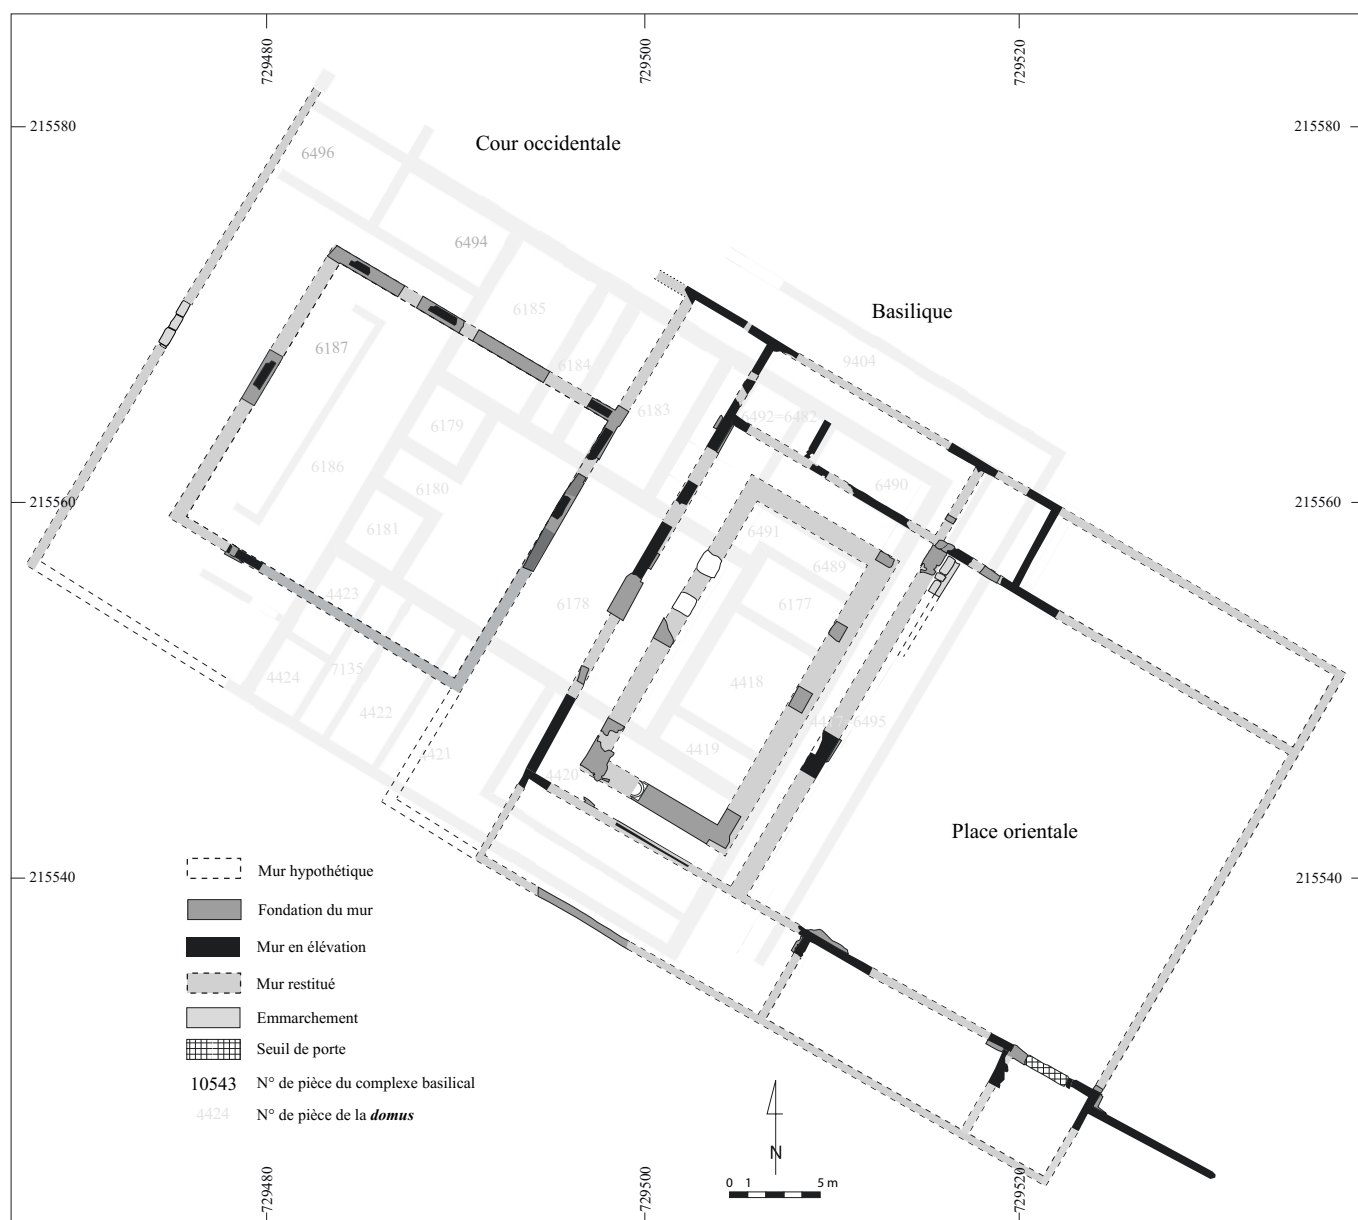 729480
729500
729520
215580
215580
Cour occidentale
6496
6494
Basilique
6185
6187
6184
9404
6183
6179
6492=6482
6186
6180
6490
215560
215560
6181
6491
6489
4423
6178
6177
7135
4424
4418
4422
6495
4421
4419
4420
Place orientale
215540
215540
Mur hypothétique
Fondation du mur
Mur en élévation
Mur restitué
Emmarchement
Seuil de porte
10543 N° de pièce du complexe basilical
4424 N° de pièce de la domus
N
0 1 5 m
729480
729500
729520